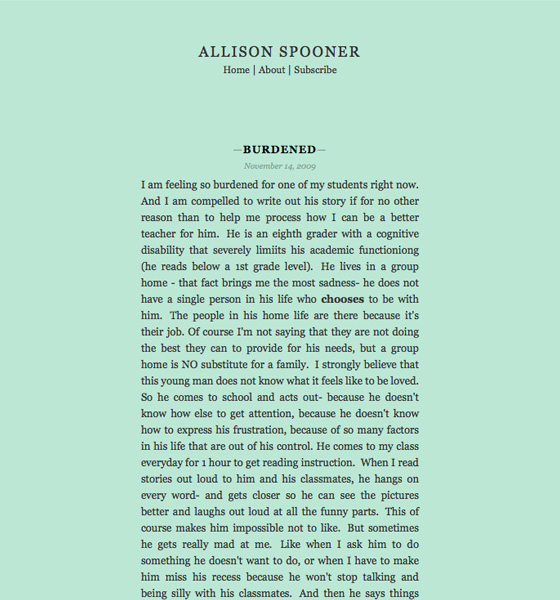 ALLISON SPOONER
Home | About | Subscribe
—BURDENED—
November 14, 2009
I am feeling so burdened for one of my students right now.
And I am compelled to write out his story if for no other
reason than to help me process how I can be a better
teacher for him.  He is an eighth grader with a cognitive
disability that severely limiits his academic functioniong
(he reads below a 1st grade level).  He lives in a group
home - that fact brings me the most sadness- he does not
have a single person in his life who chooses to be with
him.  The people in his home life are there because it's
their job. Of course I'm not saying that they are not doing
the best they can to provide for his needs, but a group
home is NO substitute for a family.  I strongly believe that
this young man does not know what it feels like to be loved.
So he comes to school and acts out- because he doesn't
know how else to get attention, because he doesn't know
how to express his frustration, because of so many factors
in his life that are out of his control. He comes to my class
everyday for 1 hour to get reading instruction.  When I read
stories out loud to him and his classmates, he hangs on
every word- and gets closer so he can see the pictures
better and laughs out loud at all the funny parts.  This of
course makes him impossible not to like.  But sometimes
he gets really mad at me.  Like when I ask him to do
something he doesn't want to do, or when I have to make
him miss his recess because he won't stop talking and
being silly with his classmates.  And then he says things